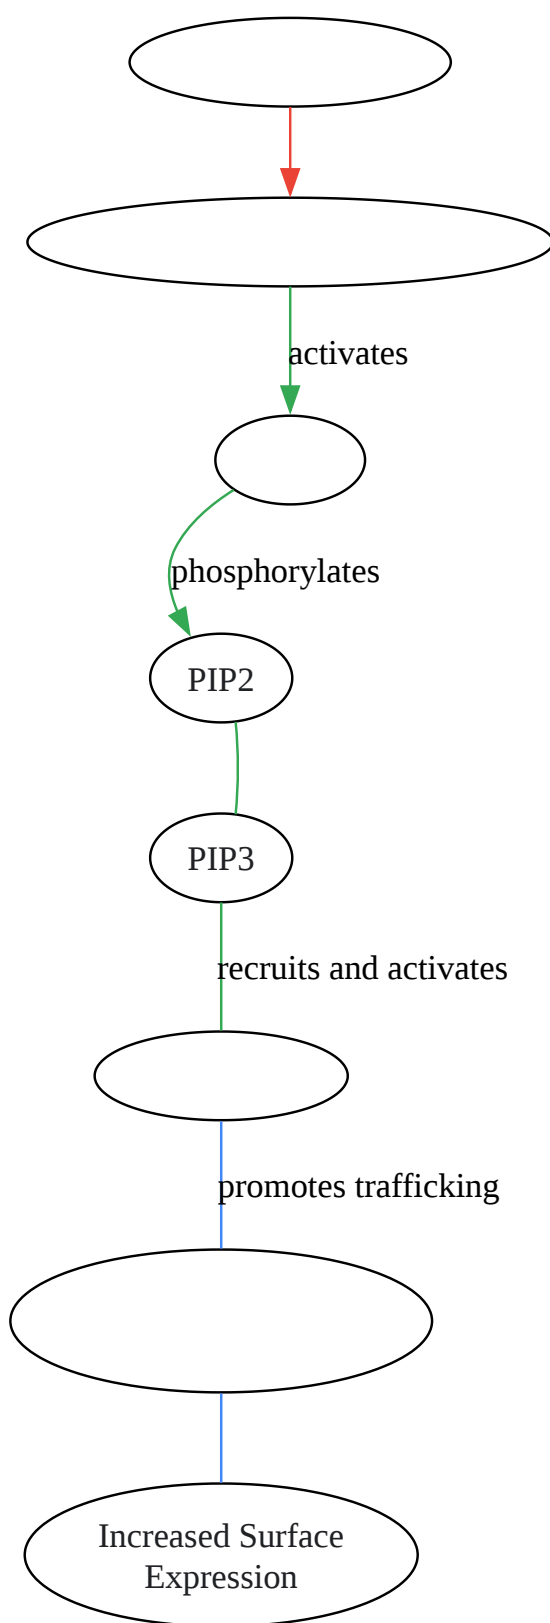 activates
phosphorylates
PIP2
PIP3
recruits and activates
promotes trafficking
Increased Surface
Expression